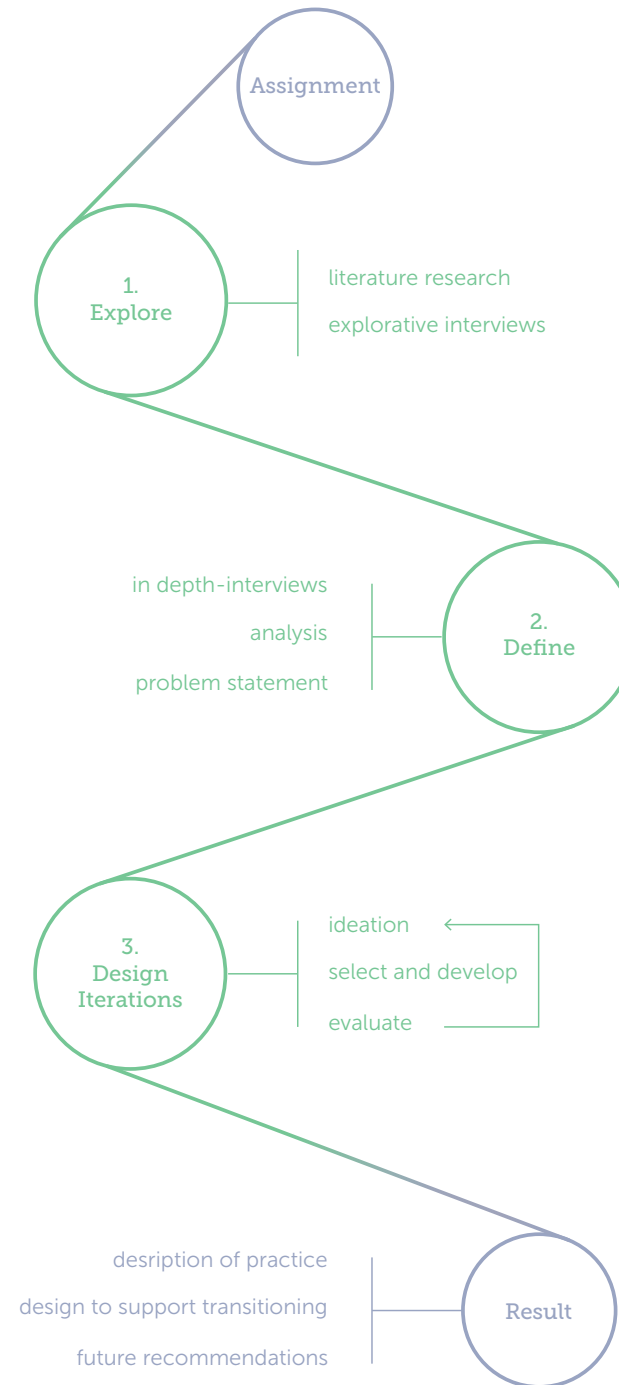 Assignment
1.
Explore
literature research
explorative interviews
in depth-interviews
analysis
problem statement
2.
Define
3.
Design
Iterations
ideation
select and develop
evaluate
desription of practice
design to support transitioning
future recommendations
Result